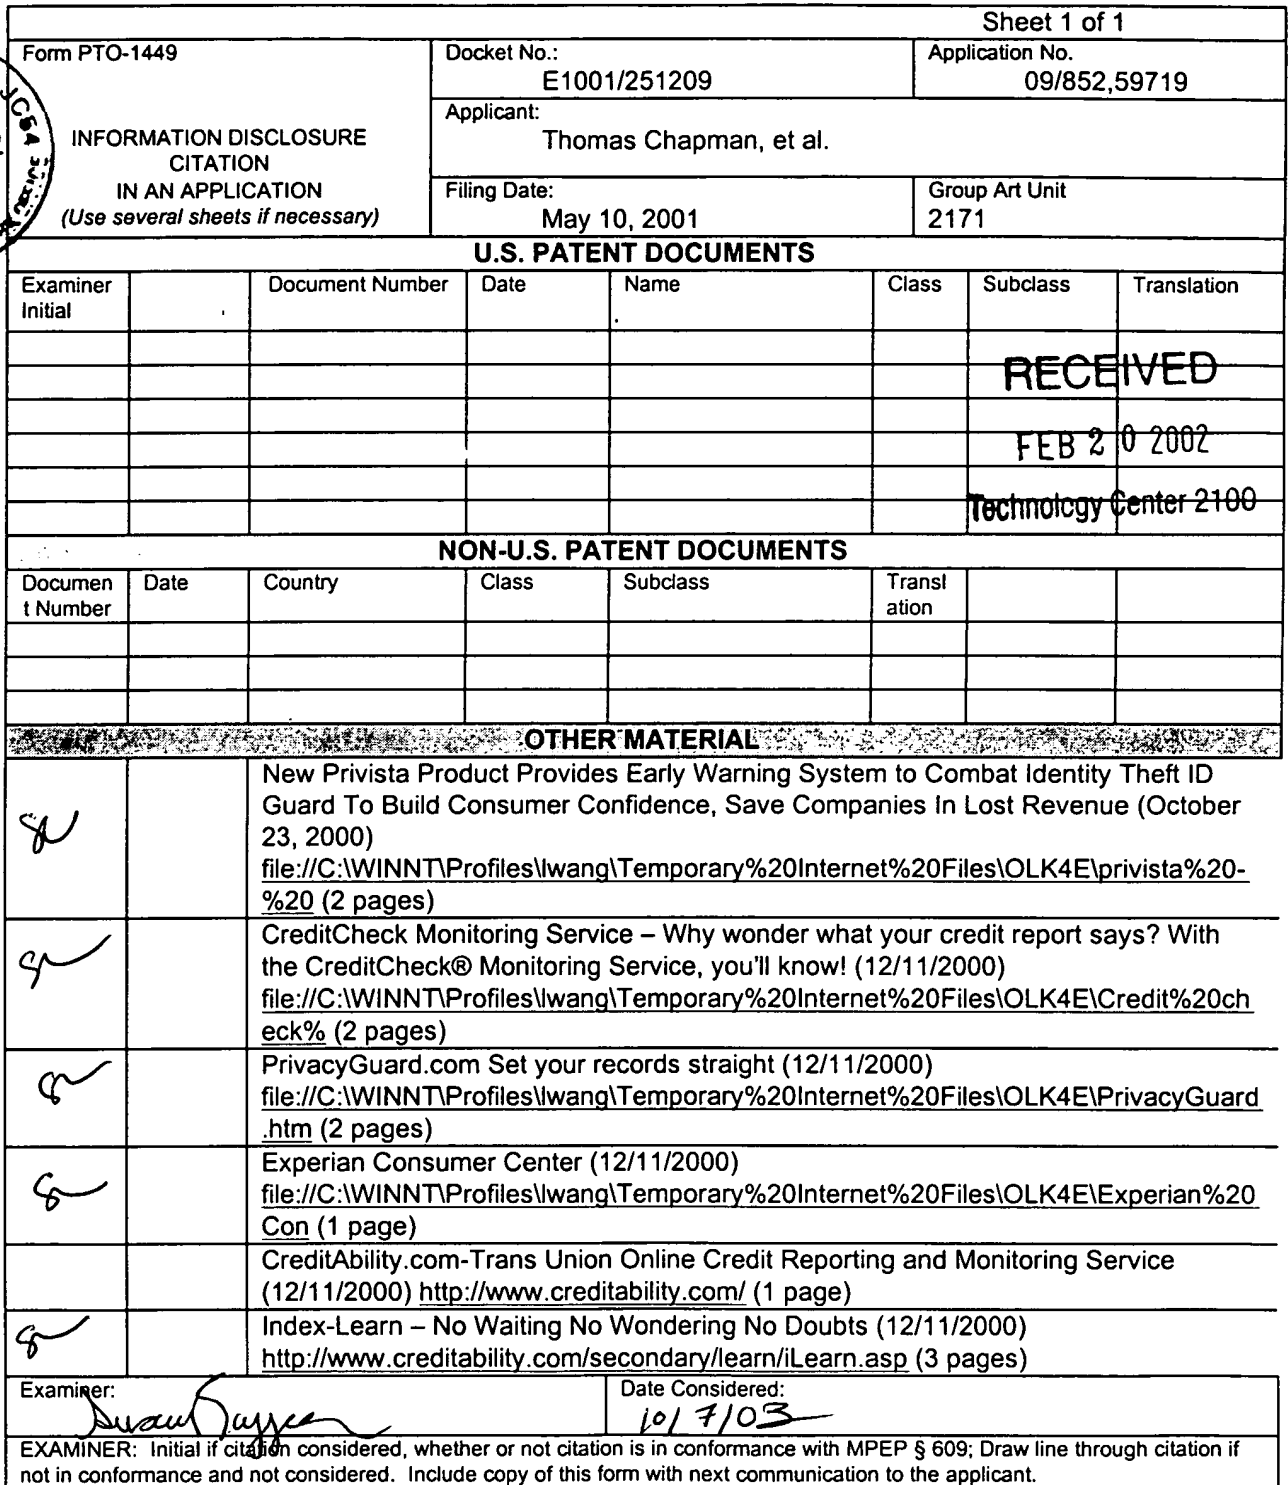 Sheet 1 of 1
Form PTO-1449
Docket No.:
E1001/251209
Application No.
09/852,59719
INFORMATION DISCLOSURE
CITATION
IN AN APPLICATION
(Use several sheets if necessary)
Applicant:
Thomas Chapman, et al.
Filing Date:
May 10, 2001
Group Art Unit
2171
U.S. PATENT DOCUMENTS
Examiner
Initial
Document Number
Date
Name
Class
Subclass
Translation
RECEIVED
FEB 20 2002
Technology Center 2100
NON-U.S. PATENT DOCUMENTS
Documen
t Number
Date
Country
Class
Subclass
Transl
ation
OTHER MATERIAL
New Privista Product Provides Early Warning System to Combat Identity Theft ID
Guard To Build Consumer Confidence, Save Companies In Lost Revenue (October
23, 2000)
file://C:\WINNT\Profiles\lwang\Temporary%20Internet%20Files\OLK4E\privista%20-
%20 (2 pages)
CreditCheck Monitoring Service – Why wonder what your credit report says? With
the CreditCheck® Monitoring Service, you'll know! (12/11/2000)
file://C:\WINNT\Profiles\lwang\Temporary%20Internet%20Files\OLK4E\Credit%20ch
eck% (2 pages)
PrivacyGuard.com Set your records straight (12/11/2000)
file://C:\WINNT\Profiles\lwang\Temporary%20Internet%20Files\OLK4E\PrivacyGuard
.htm (2 pages)
Experian Consumer Center (12/11/2000)
file://C:\WINNT\Profiles\lwang\Temporary%20Internet%20Files\OLK4E\Experian%20
Con (1 page)
CreditAbility.com-Trans Union Online Credit Reporting and Monitoring Service
(12/11/2000) http://www.creditability.com/ (1 page)
Index-Learn – No Waiting No Wondering No Doubts (12/11/2000)
http://www.creditability.com/secondary/learn/iLearn.asp (3 pages)
Examiner:
Date Considered:
10/7/03
EXAMINER: Initial if citation considered, whether or not citation is in conformance with MPEP § 609; Draw line through citation if
not in conformance and not considered. Include copy of this form with next communication to the applicant.